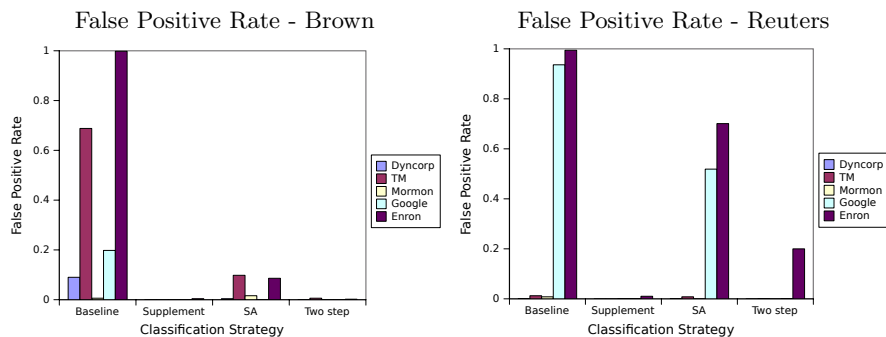 False Positive Rate - Brown
False Positive Rate
1
0.8
0.6
0.4
0.2
0
Baseline Supplement SA Two step
Classification Strategy
Dyncorp
TM
Mormon
Google
Enron
False Positive Rate - Reuters
False Positive Rate
1
0.8
0.6
0.4
0.2
0
Baseline Supplement SA Two step
Classification Strategy
Dyncorp
TM
Mormon
Google
Enron